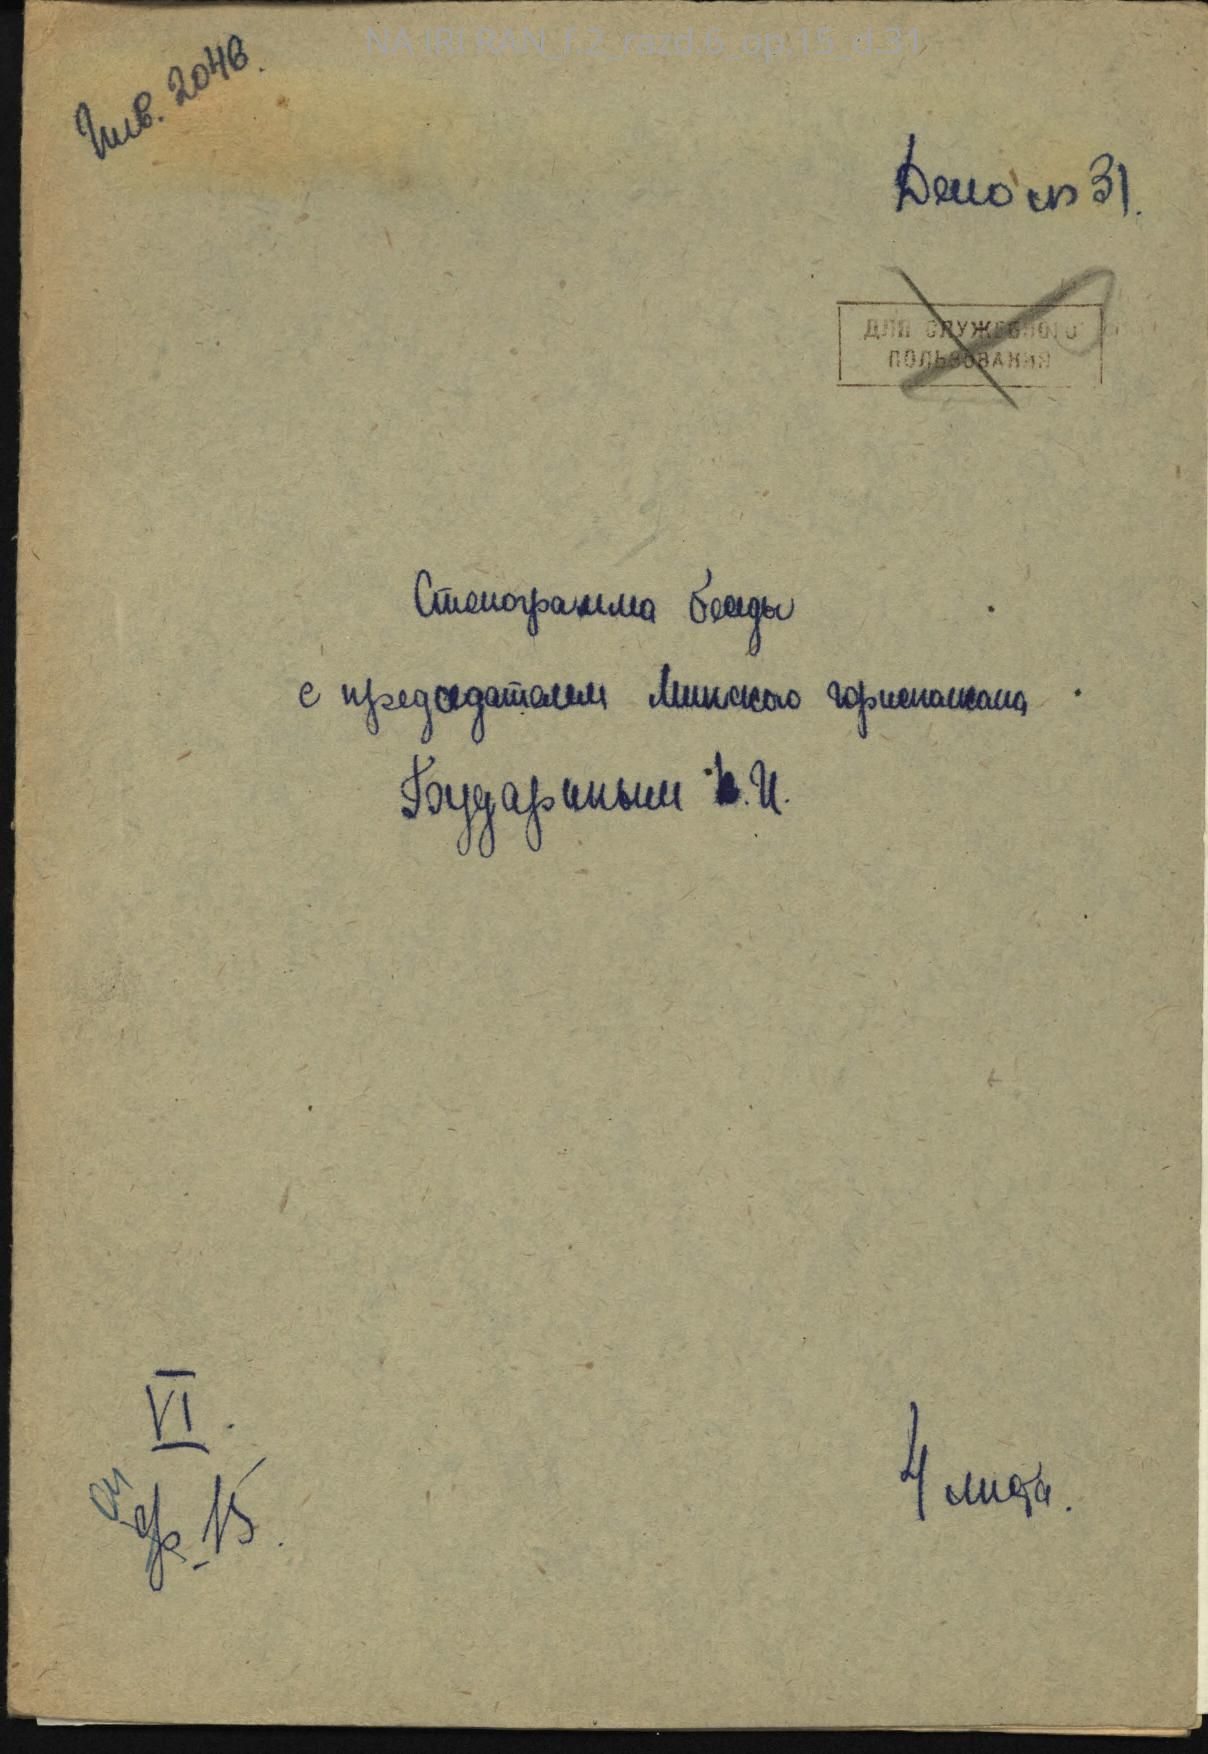 NA IRI RAN_f.2_razd.6_op.15_d.31
Инв. 2046.
Дело № 31.
ДЛЯ СЛУЖЕБНОГО
ПОЛЬЗОВАНИЯ
Стенограмма беседы
с председателем Минского горисполкома
Будариным К.И.
VI.
оп
15.
4 листа.